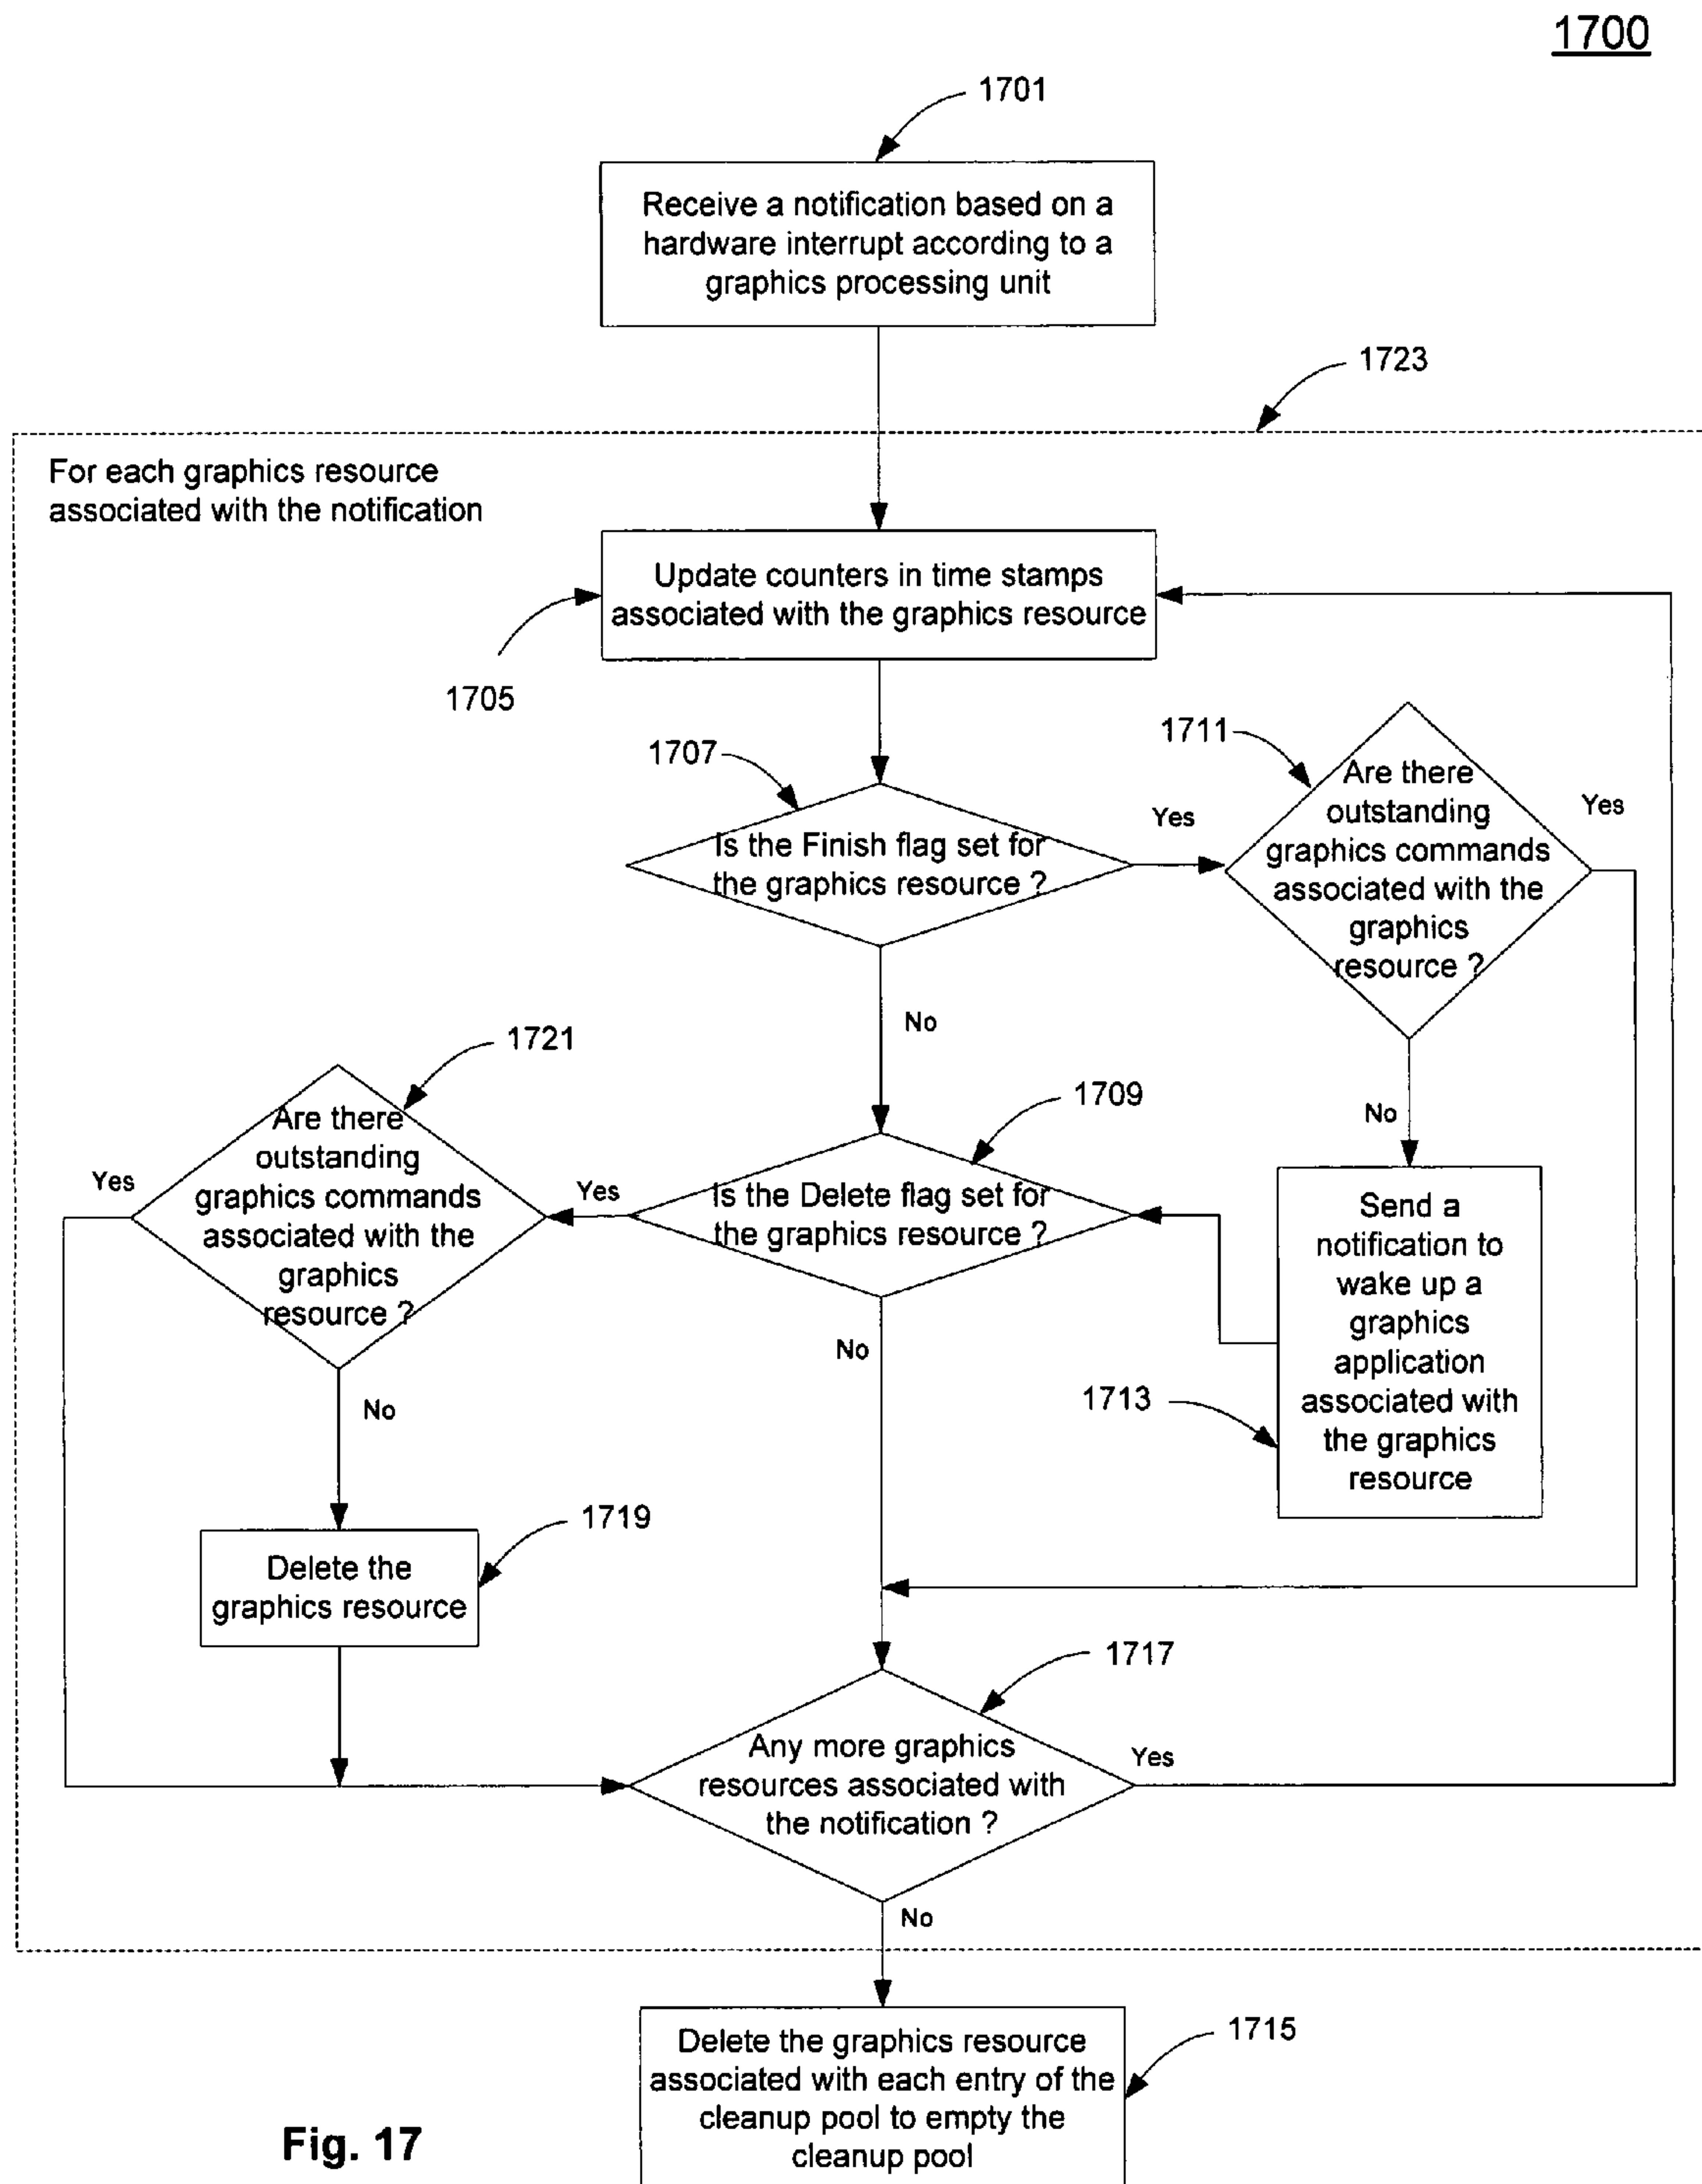 1700
1701
Receive a notification based on a
hardware interrupt according to a
graphics processing unit
1723
For each graphics resource
associated with the notification
Update counters in time stamps
associated with the graphics resource
1705
1707
Is the Finish flag set for
the graphics resource ?
Yes
1711
Are there
outstanding
graphics commands
associated with the
graphics
resource ?
Yes
No
No
1721
Are there
outstanding
graphics commands
associated with the
graphics
resource ?
Yes
Yes
1709
Is the Delete flag set for
the graphics resource ?
Send a
notification to
wake up a
graphics
application
associated with
the graphics
resource
1713
No
No
1719
Delete the
graphics resource
1717
Any more graphics
resources associated with
the notification ?
Yes
No
Delete the graphics resource
associated with each entry of the
cleanup pool to empty the
cleanup pool
1715
Fig. 17